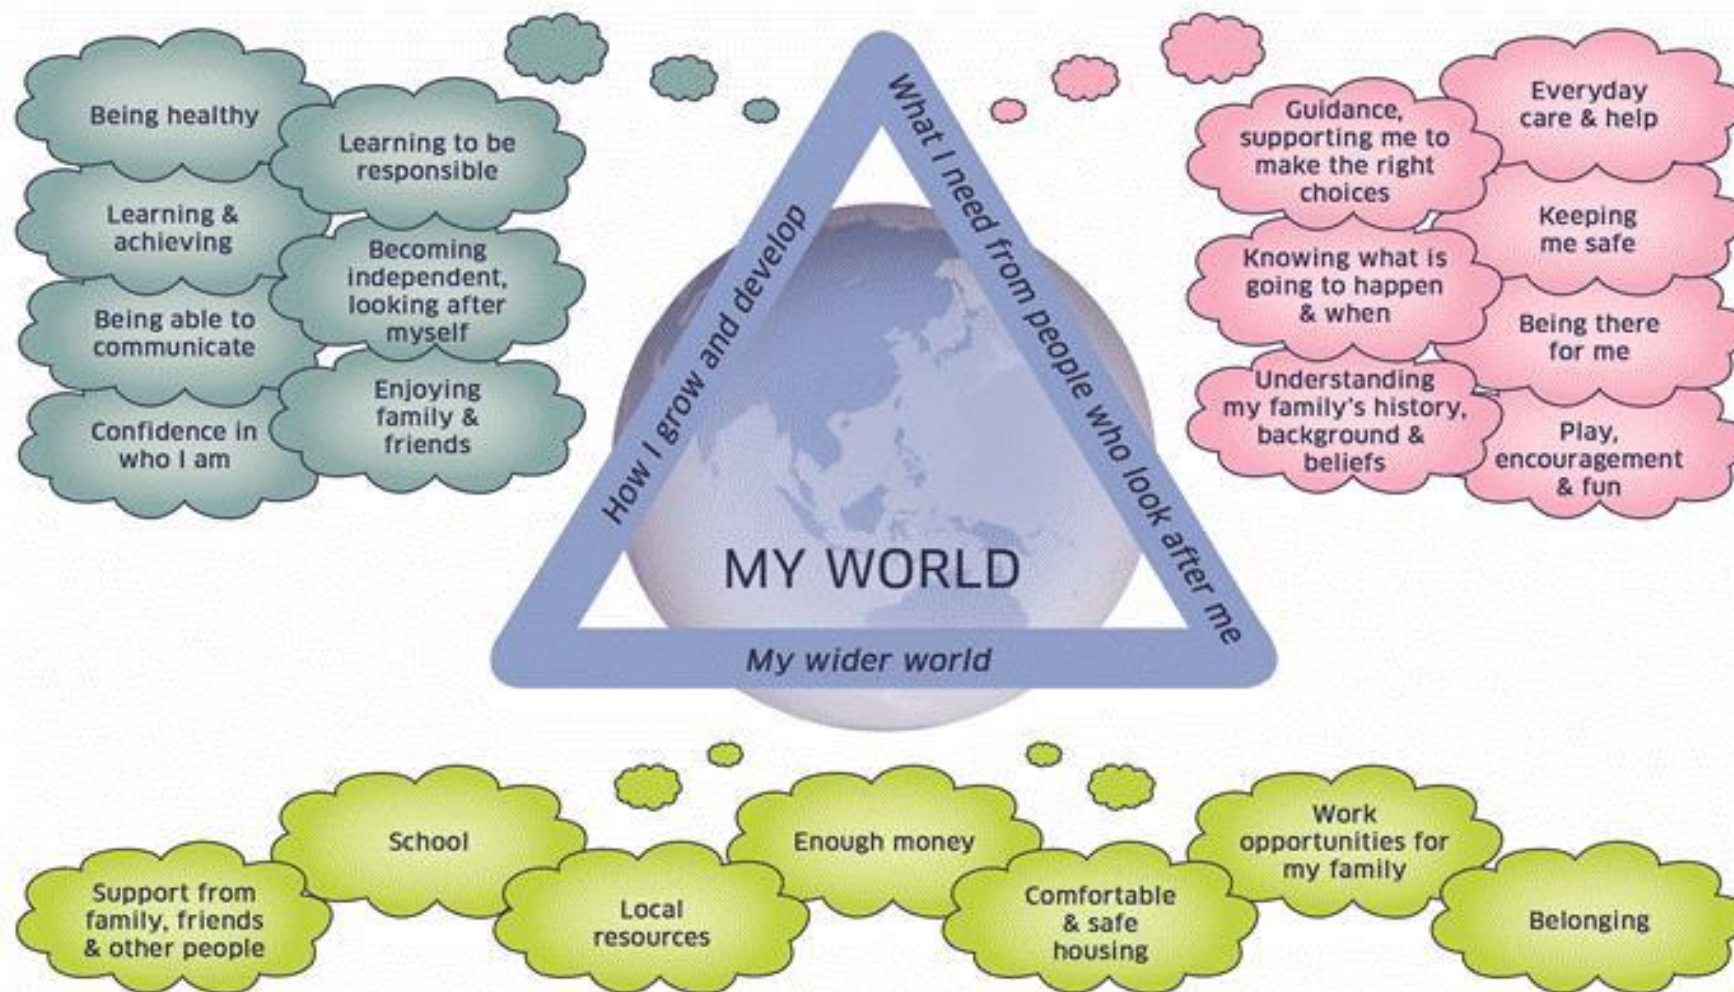 Being healthy
Learning to be
responsible
Learning &
achieving
Becoming
independent,
looking after
myself
Being able to
communicate
Enjoying
family &
friends
Confidence in
who I am
How I grow and develop
What I need from people who look after me
MY WORLD
My wider world
Everyday
care & help
Guidance,
supporting me to
make the right
choices
Keeping
me safe
Knowing what is
going to happen
& when
Being there
for me
Understanding
my family's history,
background &
beliefs
Play,
encouragement
& fun
Support from
family, friends
& other people
School
Local
resources
Enough money
Comfortable
& safe
housing
Work
opportunities for
my family
Belonging